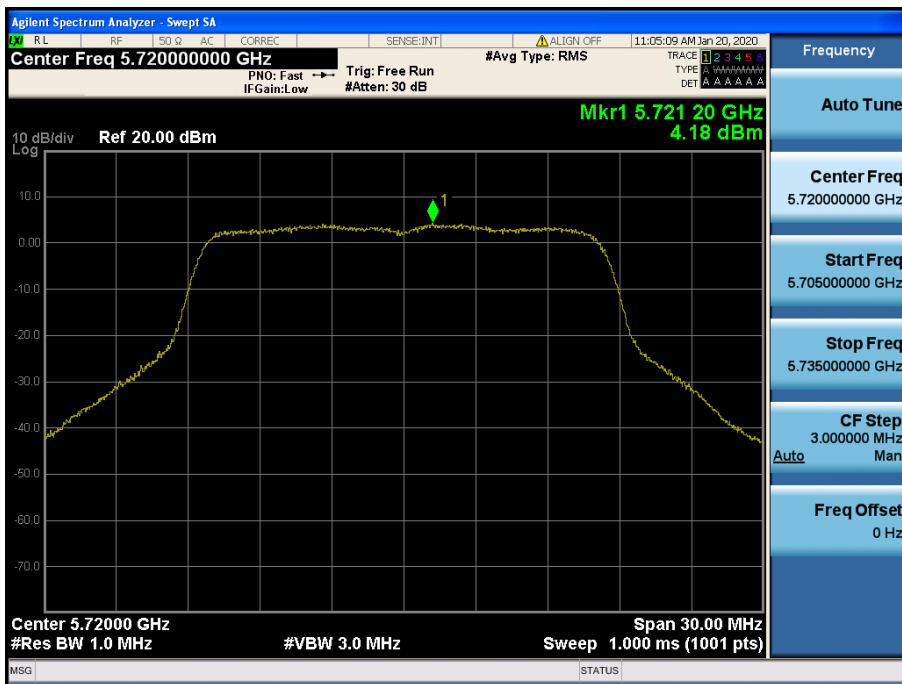 Agilent Spectrum Analyzer - Swept SA
LXI RL RF 50 Ω AC CORREC SENSE:INT ALIGN OFF 11:05:09 AM Jan 20, 2020
Center Freq 5.720000000 GHz #Avg Type: RMS TRACE 1 2 3 4 5 6
PNO: Fast Trig: Free Run TYPE A WWWWW
IFGain:Low #Atten: 30 dB DET A A A A A A
Mkr1 5.721 20 GHz
4.18 dBm
10 dB/div Ref 20.00 dBm
Log
10.0
0.00
-10.0
-20.0
-30.0
-40.0
-50.0
-60.0
-70.0
1
Center 5.72000 GHz Span 30.00 MHz
#Res BW 1.0 MHz #VBW 3.0 MHz Sweep 1.000 ms (1001 pts)
MSG STATUS
Frequency
Auto Tune
Center Freq
5.720000000 GHz
Start Freq
5.705000000 GHz
Stop Freq
5.735000000 GHz
CF Step
3.000000 MHz
Auto Man
Freq Offset
0 Hz